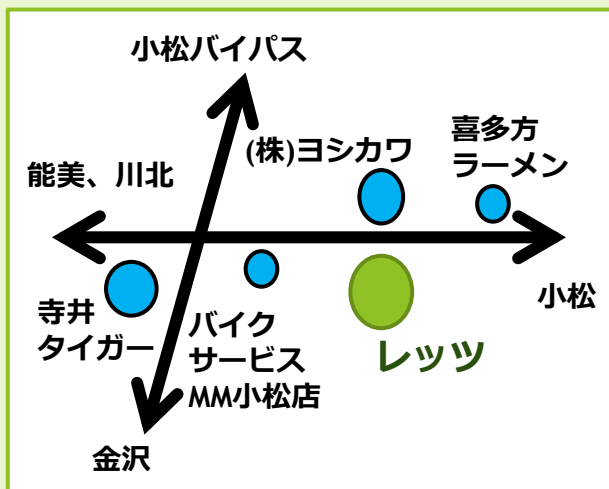 小松バイパス
(株)ヨシカワ
喜多方
ラーメン
能美、川北
小松
寺井
タイガー
バイク
サービス
MM小松店
レッツ
金沢